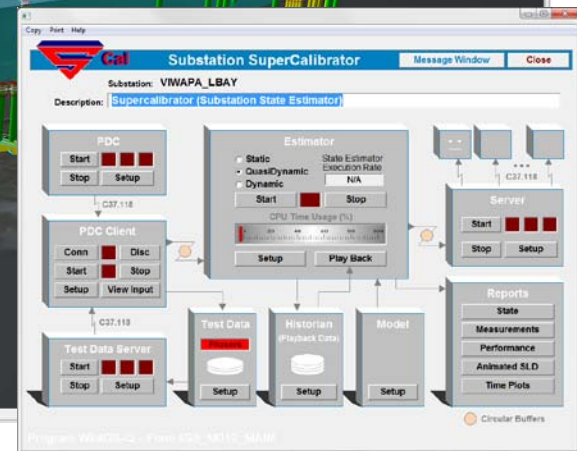 Copy Print Help
Cal Substation SuperCalibrator Message Window Close
Substation: VIWAPA_LBAY
Description: Supercalibrator (Substation State Estimator)
PDC
Start
Stop Setup
C37.118
PDC Client
Conn Disc
Start Stop
Setup View Input
C37.118
Test Data Server
Start
Stop Setup
Estimator
Static
QuasiDynamic
Dynamic
State Estimator
Execution Rate
N/A
Start Stop
CPU Time Usage (%)
Setup Play Back
Test Data
Phasors
Setup
Historian
(Playback Data)
Setup
Model
Setup
C37.118
Server
Start
Stop Setup
Reports
State
Measurements
Performance
Animated SLD
Time Plots
Circular Buffers